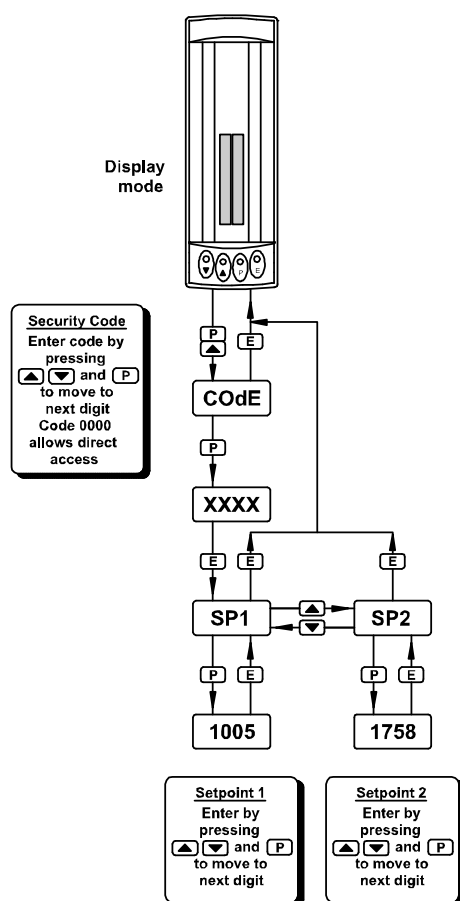 Display
mode
▼ ▲ P E
P
▲ E
Security Code
Enter code by
pressing
▲ ▼ and P
to move to
next digit
Code 0000
allows direct
access
COdE
P
XXXX
E E E
SP1 ▲ SP2
▼
P E P E
1005 1758
Setpoint 1
Enter by
pressing
▲ ▼ and P
to move to
next digit
Setpoint 2
Enter by
pressing
▲ ▼ and P
to move to
next digit